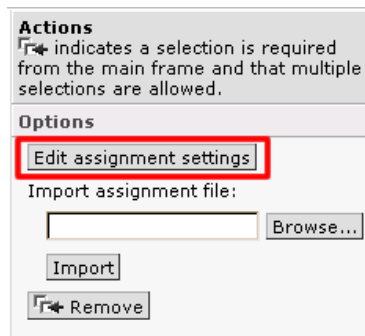 Actions
indicates a selection is required
from the main frame and that multiple
selections are allowed.
Options
Edit assignment settings
Import assignment file:
Browse...
Import
Remove